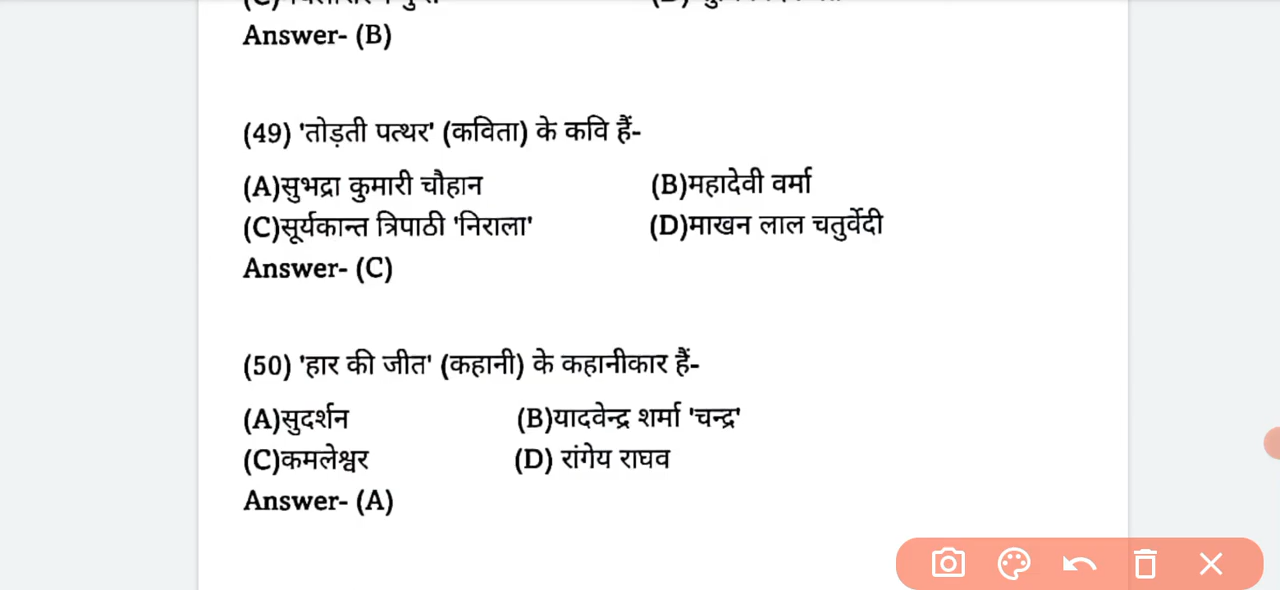 Answer- (B)
(49) 'तोड़ती पत्थर' (कविता) के कवि हैं-
(A)सुभद्रा कुमारी चौहान (B)महादेवी वर्मा
(C)सूर्यकान्त त्रिपाठी 'निराला' (D)माखन लाल चतुर्वेदी
Answer- (C)
(50) 'हार की जीत' (कहानी) के कहानीकार हैं-
(A)सुदर्शन (B)यादवेन्द्र शर्मा 'चन्द्र'
(C)कमलेश्वर (D) रांगेय राघव
Answer- (A)